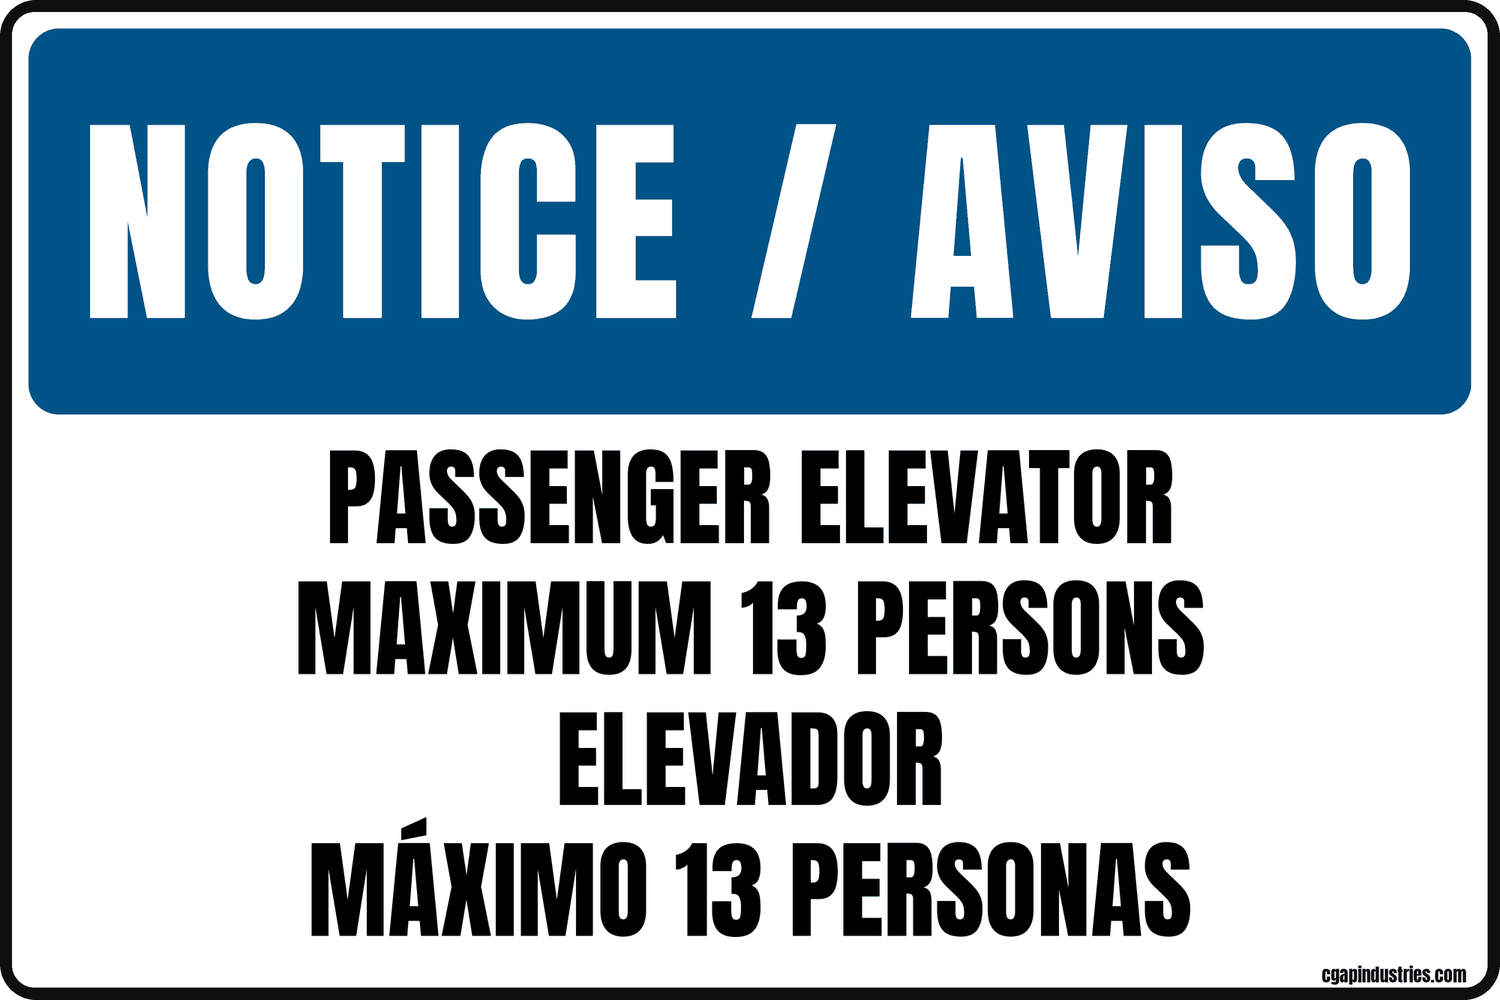 NOTICE / AVISO
PASSENGER ELEVATOR
MAXIMUM 13 PERSONS
ELEVADOR
MÁXIMO 13 PERSONAS
cgapindustries.com